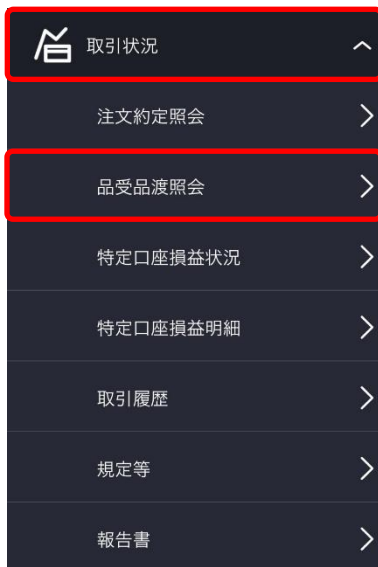 取引状況
注文約定照会
品受品渡照会
特定口座損益状況
特定口座損益明細
取引履歴
規定等
報告書